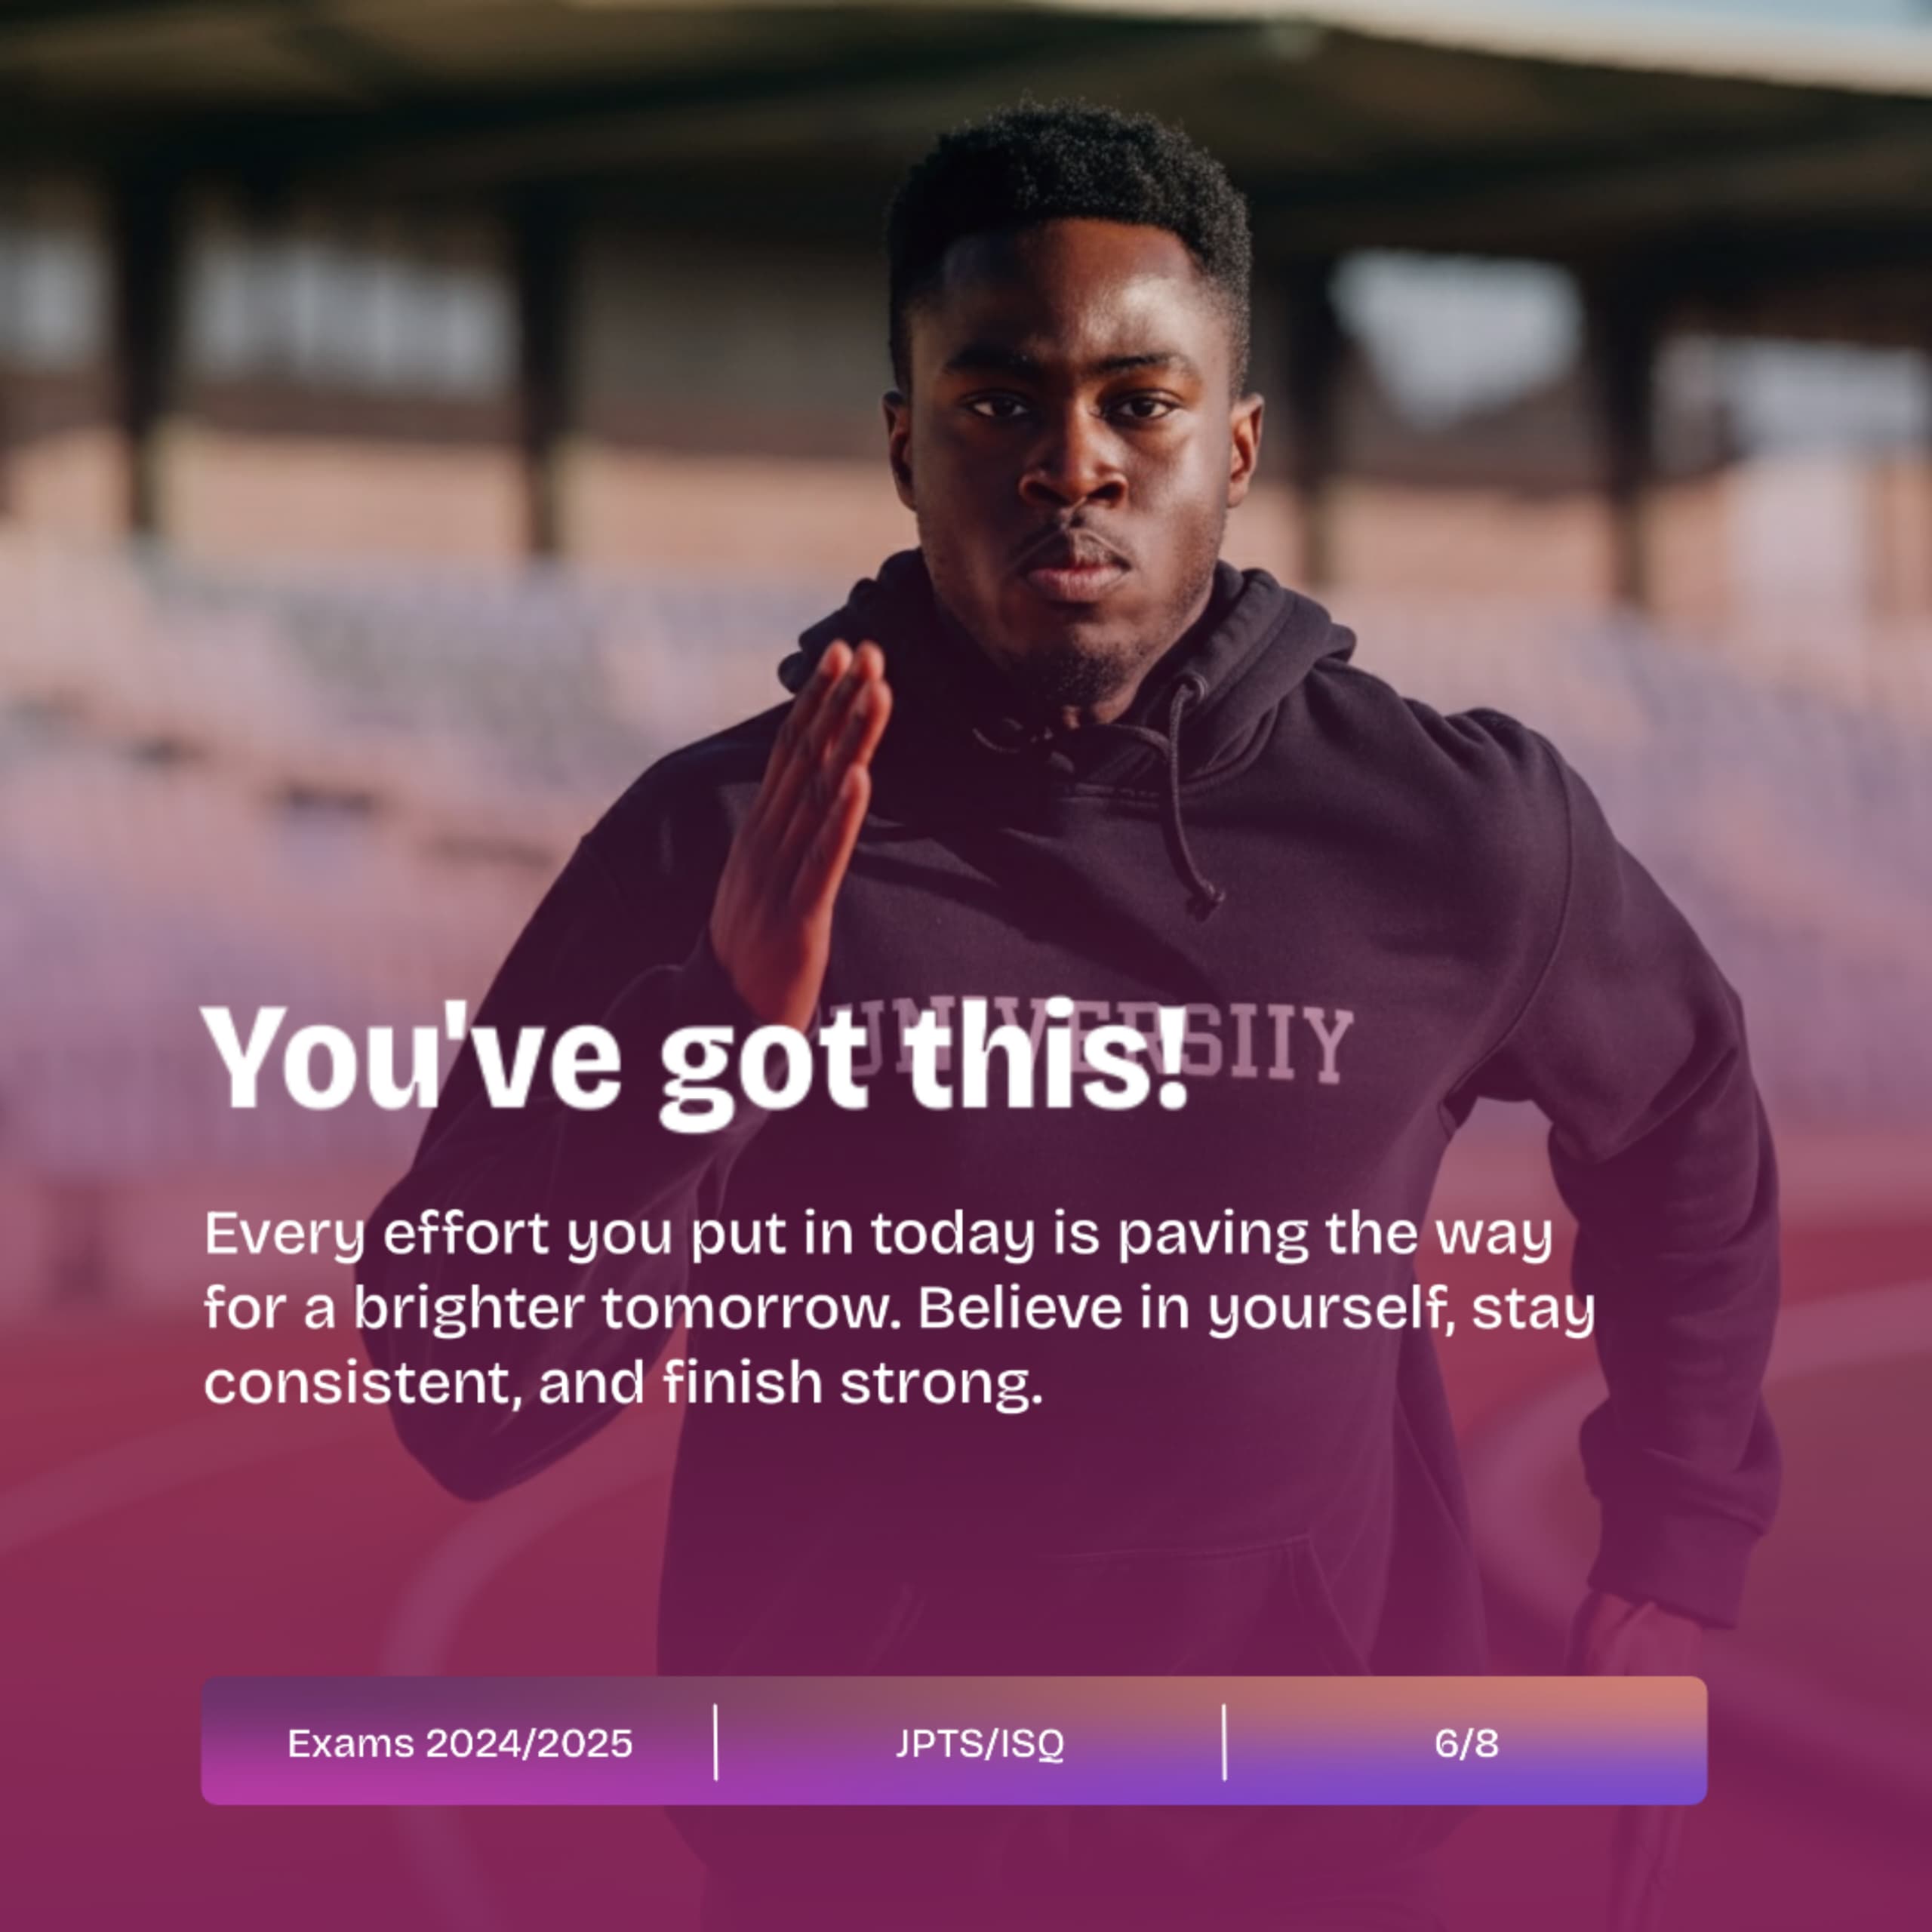 UNIVERSIIY
You've got this!
Every effort you put in today is paving the way
for a brighter tomorrow. Believe in yourself, stay
consistent, and finish strong.
Exams 2024/2025
JPTS/ISQ
6/8